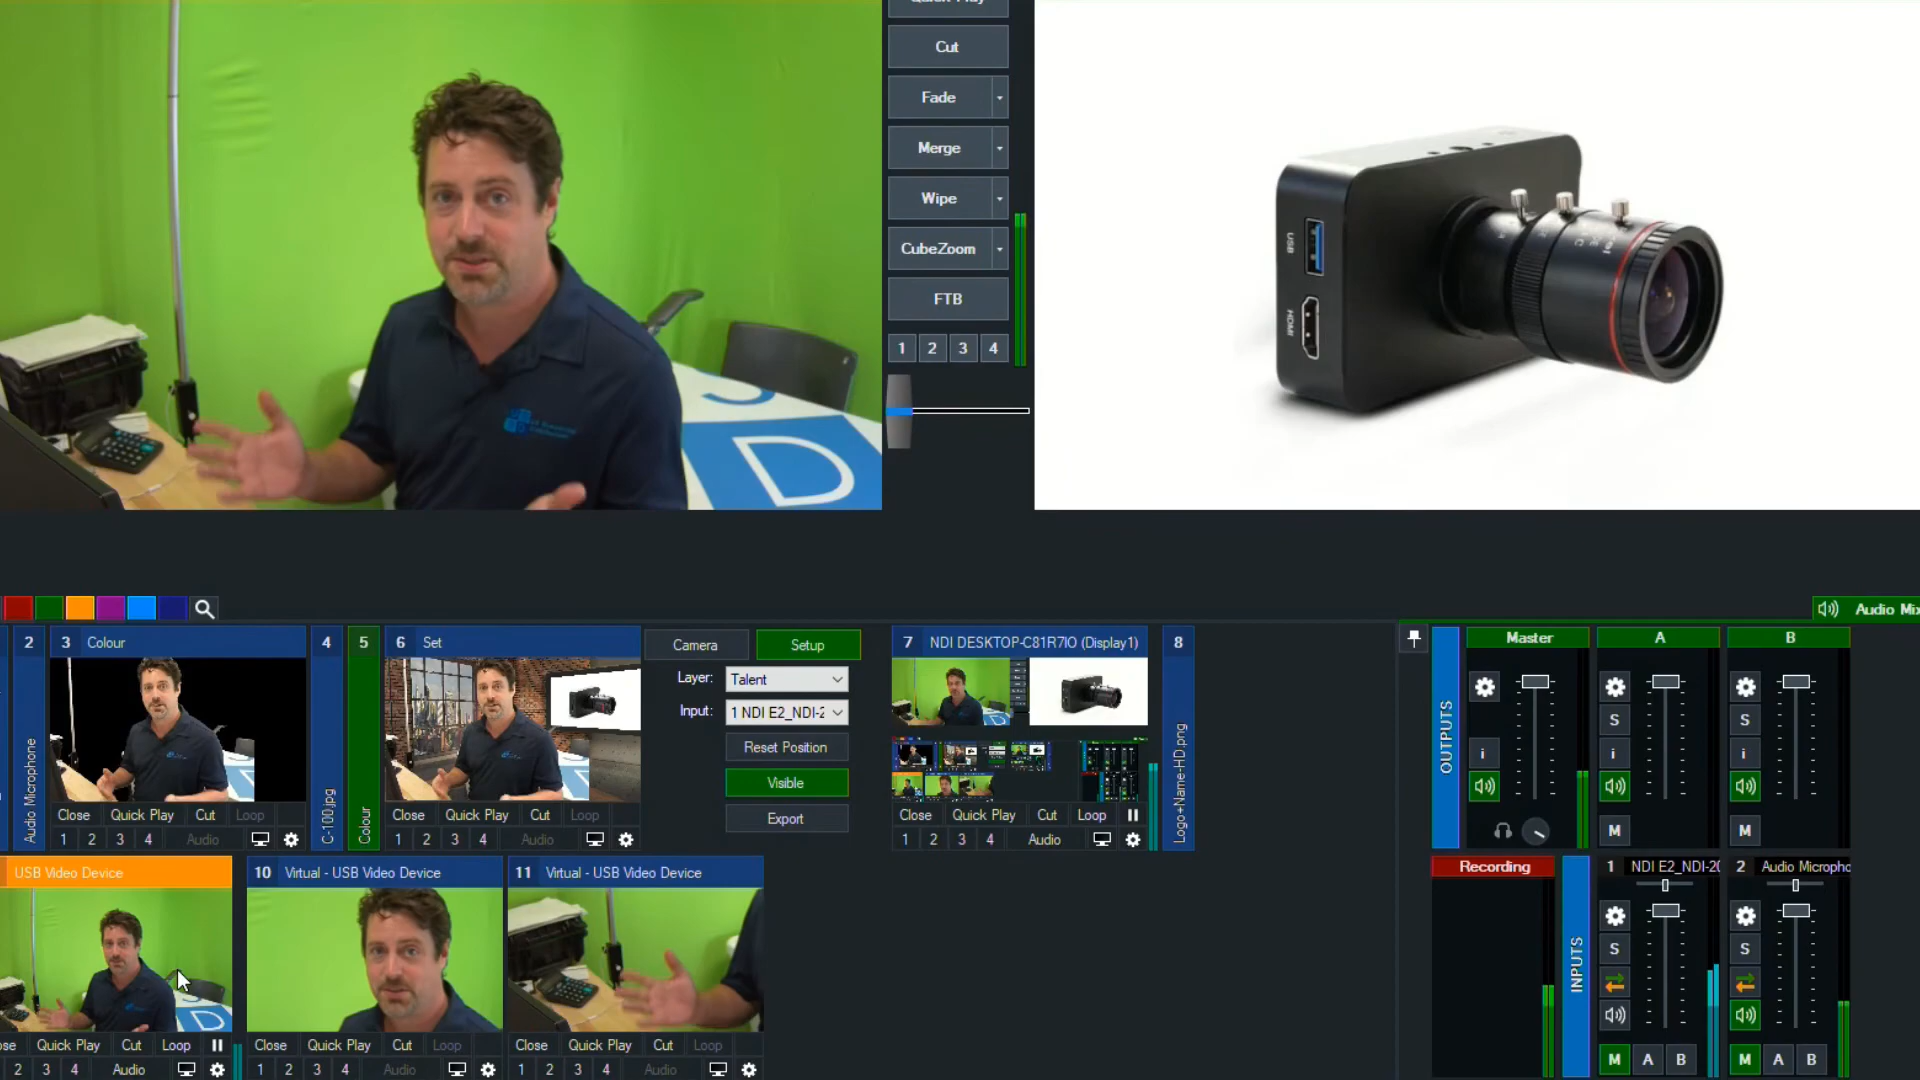 Quick Play
Cut
Fade
Merge
Wipe
CubeZoom
FTB
1 2 3 4
USB
HDMI
D
Audio Mix
2
Audio Microphone
3 Colour
Close Quick Play Cut Loop
1 2 3 4 Audio
4
C-100.jpg
5
Colour
6 Set
Close Quick Play Cut Loop
1 2 3 4 Audio
Camera Setup
Layer: Talent
Input: 1 NDI E2_NDI-2
Reset Position
Visible
Export
7 NDI DESKTOP-C81R7IO (Display1)
Close Quick Play Cut Loop
1 2 3 4 Audio
8
Logo+Name-HD.png
OUTPUTS
Master A B
S S
i i i
M M
USB Video Device
ose Quick Play Cut Loop
2 3 4 Audio
10 Virtual - USB Video Device
Close Quick Play Cut Loop
1 2 3 4 Audio
11 Virtual - USB Video Device
Close Quick Play Cut Loop
1 2 3 4 Audio
Recording
INPUTS
1 NDI E2_NDI-20
2 Audio Micropho
S S
M A B M A B